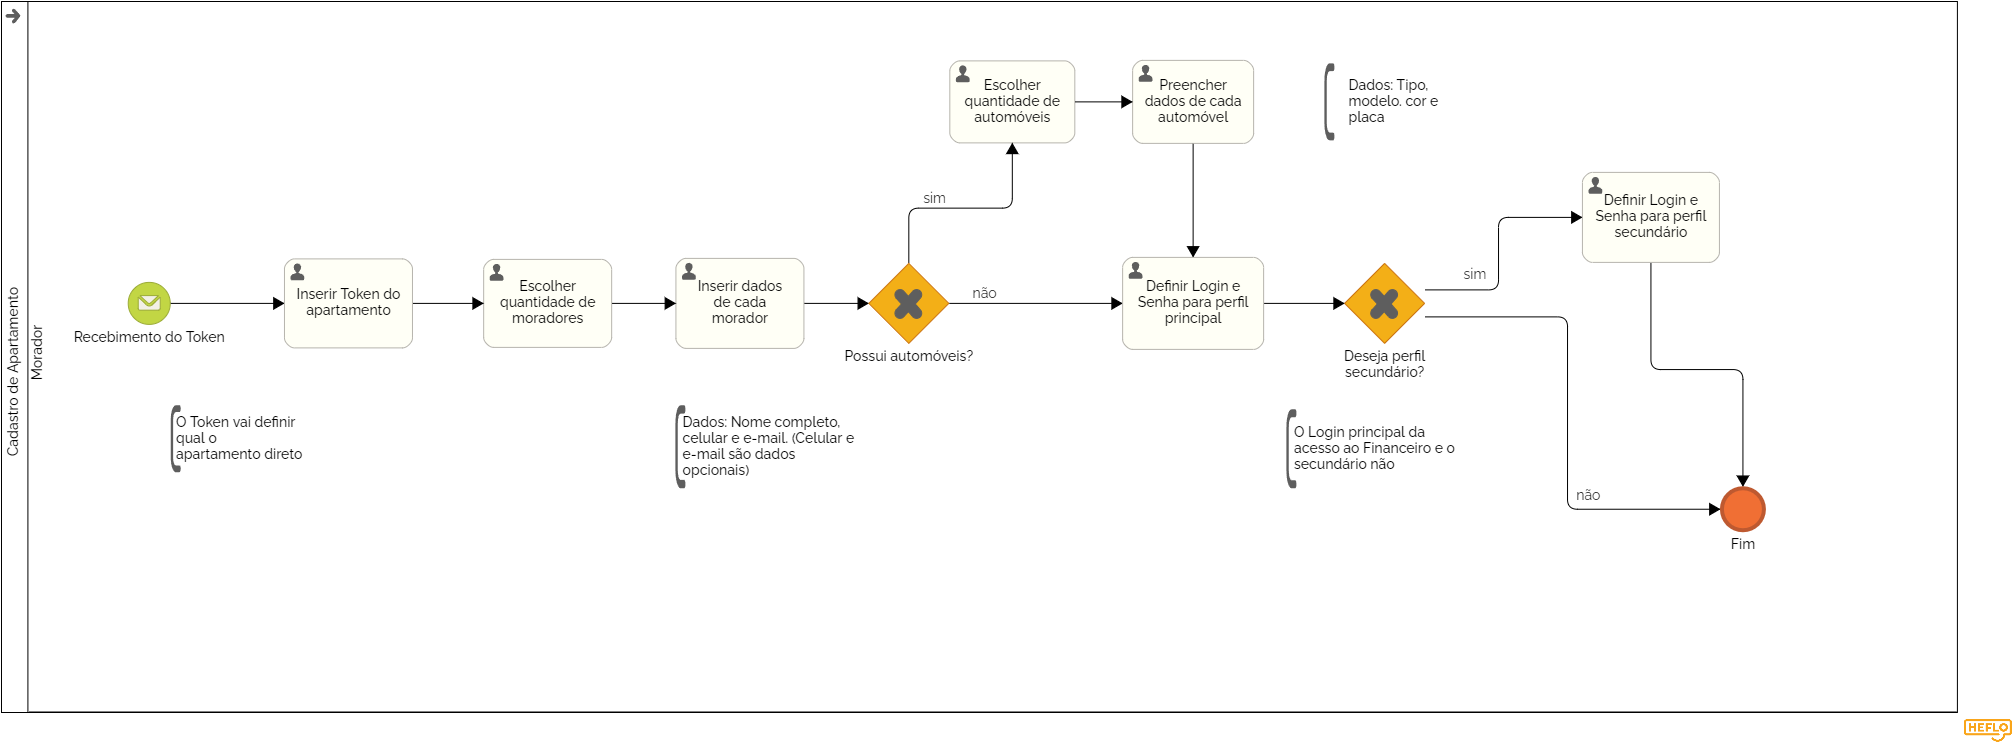 Cadastro de Apartamento
Morador
Recebimento do Token
O Token vai definir
qual o
apartamento direto
Inserir Token do
apartamento
Escolher
quantidade de
moradores
Inserir dados
de cada
morador
Dados: Nome completo,
celular e e-mail. (Celular e
e-mail são dados
opcionais)
Possui automóveis?
sim
não
Escolher
quantidade de
automóveis
Preencher
dados de cada
automóvel
Dados: Tipo,
modelo. cor e
placa
Definir Login e
Senha para perfil
principal
Deseja perfil
secundário?
O Login principal da
acesso ao Financeiro e o
secundário não
sim
não
Definir Login e
Senha para perfil
secundário
Fim
HEFLO